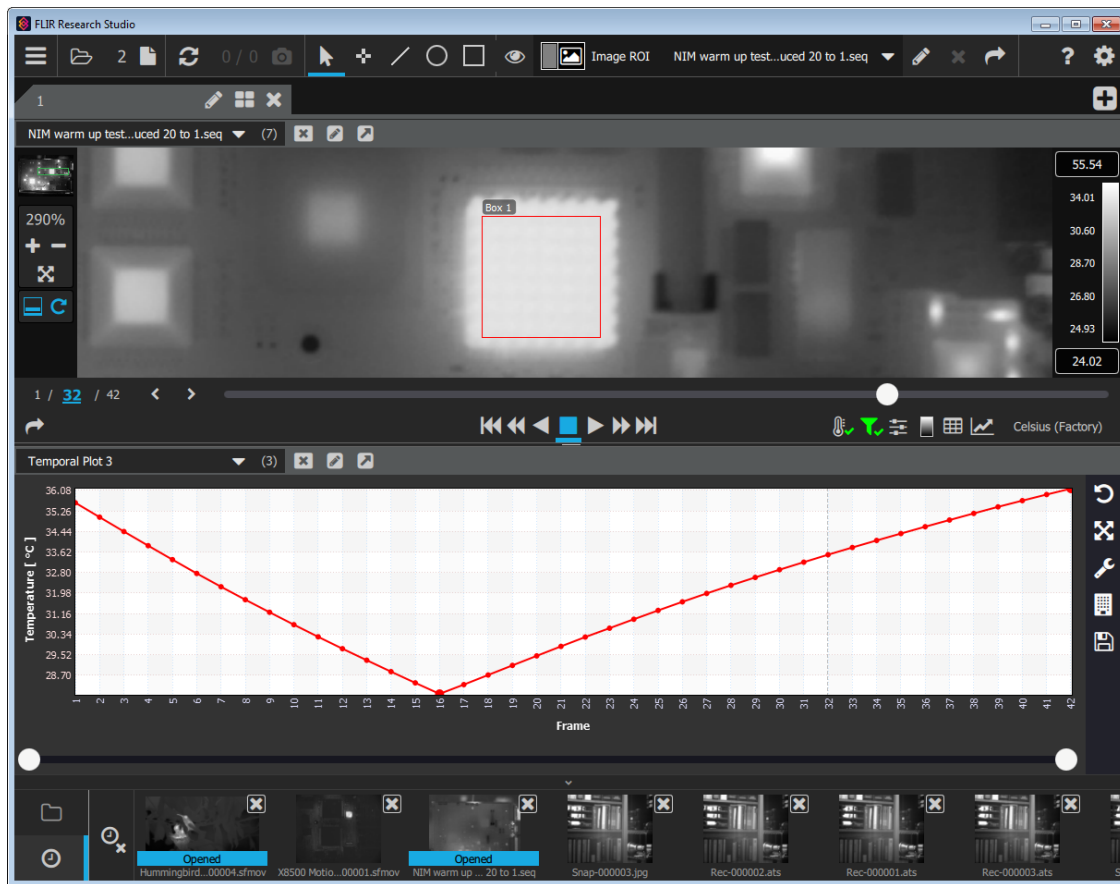 FLIR Research Studio
2 0 / 0 Image ROI NIM warm up test...uced 20 to 1.seq ?
1
NIM warm up test...uced 20 to 1.seq (7)
55.54
Box 1
34.01
290%
30.60
28.70
26.80
24.93
24.02
1 / 32 / 42
Celsius (Factory)
Temporal Plot 3 (3)
36.08
35.26
34.44
33.62
32.80
31.98
31.16
30.34
29.52
28.70
Temperature [ °C ]
1 2 3 4 5 6 7 8 9 10 11 12 13 14 15 16 17 18 19 20 21 22 23 24 25 26 27 28 29 30 31 32 33 34 35 36 37 38 39 40 41 42
Frame
Opened Opened
Hummingbird...00004.sfmov X8500 Motio...00001.sfmov NIM warm up ... 20 to 1.seq Snap-000003.jpg Rec-000002.ats Rec-000001.ats Rec-000003.ats S